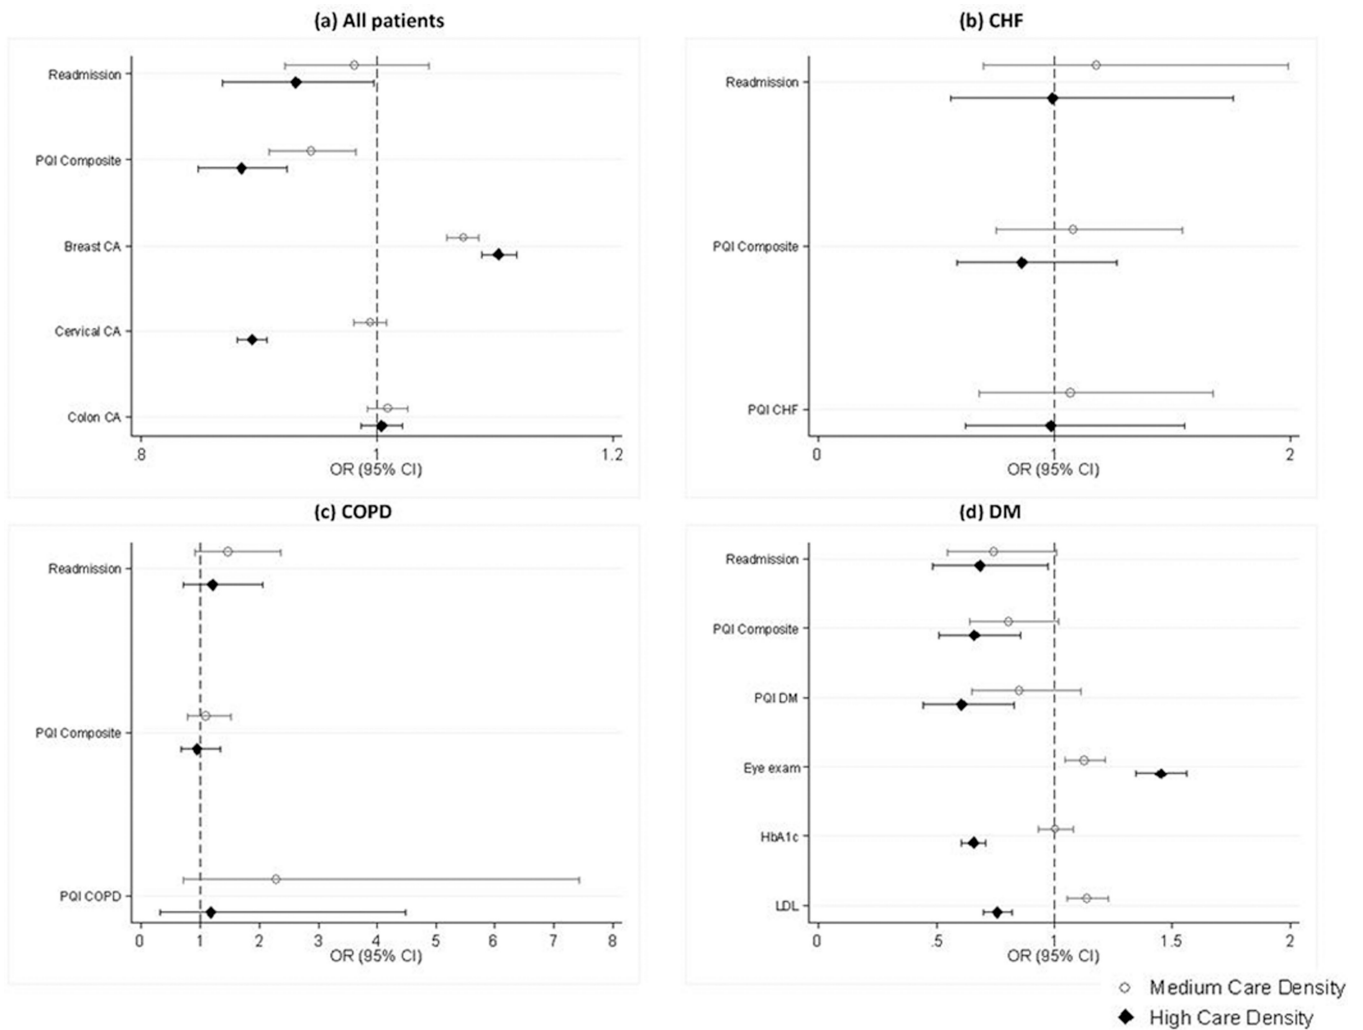 (a) All patients
Readmission
PQI Composite
Breast CA
Cervical CA
Colon CA
.8 1 1.2
OR (95% CI)
(b) CHF
Readmission
PQI Composite
PQI CHF
0 1 2
OR (95% CI)
(c) COPD
Readmission
PQI Composite
PQI COPD
0 1 2 3 4 5 6 7 8
OR (95% CI)
(d) DM
Readmission
PQI Composite
PQI DM
Eye exam
HbA1c
LDL
0 .5 1 1.5 2
OR (95% CI)
Medium Care Density
High Care Density